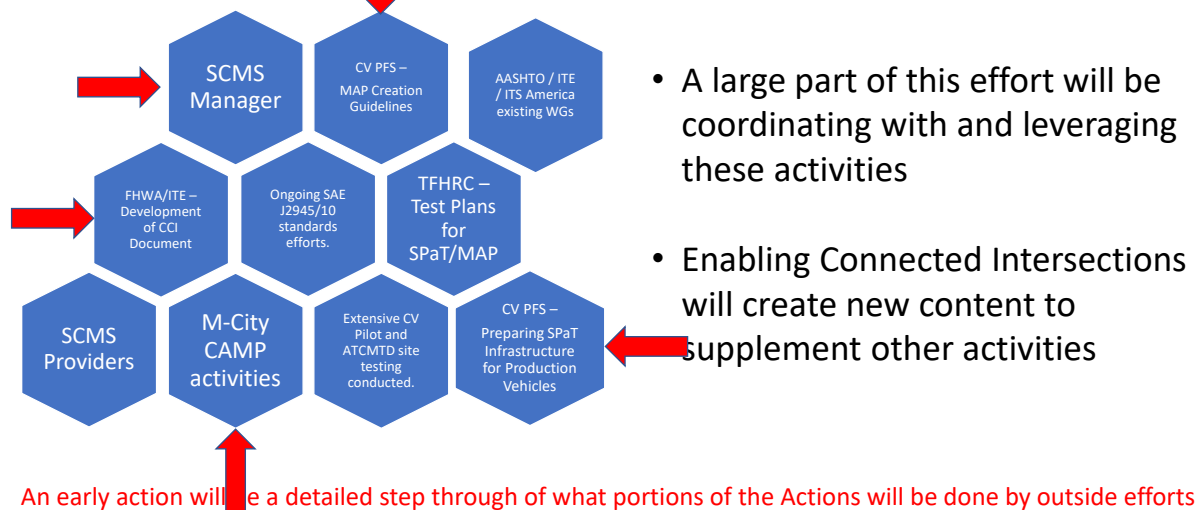 SCMS
Manager
CV PFS –
MAP Creation
Guidelines
AASHTO / ITE
/ ITS America
existing WGs
FHWA/ITE –
Development
of CCI
Document
Ongoing SAE
J2945/10
standards
efforts.
TFHRC –
Test Plans
for
SPaT/MAP
SCMS
Providers
M-City
CAMP
activities
Extensive CV
Pilot and
ATCMTD site
testing
conducted.
CV PFS –
Preparing SPaT
Infrastructure
for Production
Vehicles
• A large part of this effort will be
coordinating with and leveraging
these activities
• Enabling Connected Intersections
will create new content to
supplement other activities
An early action will be a detailed step through of what portions of the Actions will be done by outside efforts